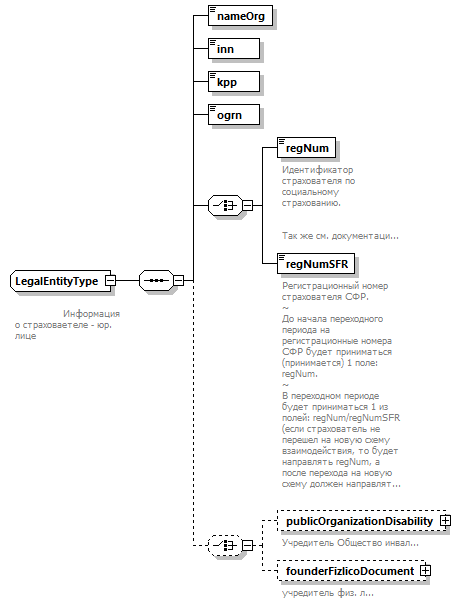 nameOrg
inn
kpp
ogrn
regNum
Идентификатор
страхователя по
социальному
страхованию.
Так же см. документаци...
regNumSFR
LegalEntityType
Информация
о страховаетеле - юр.
лице
Регистрационный номер
страхователя СФР.
~
До начала переходного
периода на
регистрационные номера
СФР будет приниматься
(принимается) 1 поле:
regNum.
~
В переходном периоде
будет приниматься 1 из
полей: regNum/regNumSFR
(если страхователь не
перешел на новую схему
взаимодействия, то будет
направлять regNum, а
после перехода на новую
схему должен направлят...
publicOrganizationDisability
Учредитель Общество инвал...
founderFizlicoDocument
учредитель физ. л...